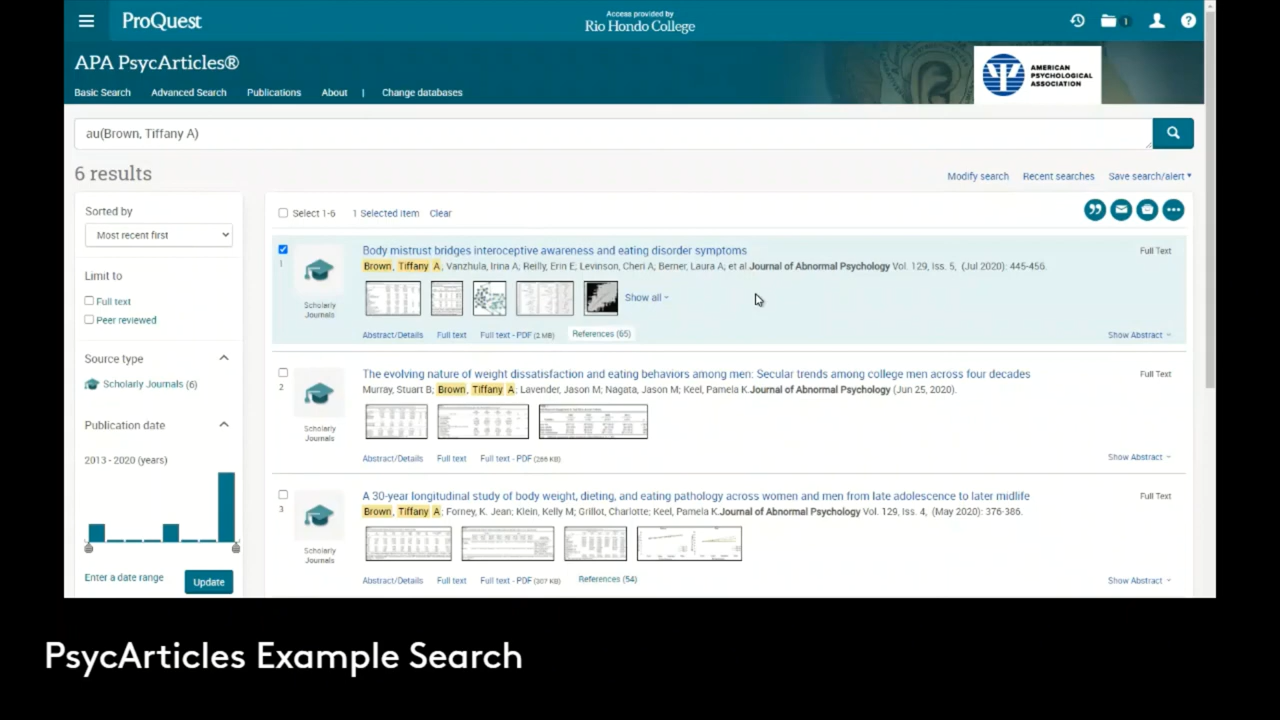 ProQuest
Access provided by
Rio Hondo College
1
APA PsycArticles®
AMERICAN
PSYCHOLOGICAL
ASSOCIATION
Basic Search Advanced Search Publications About | Change databases
au(Brown, Tiffany A)
6 results
Modify search Recent searches Save search/alert
Sorted by
Most recent first
Limit to
Full text
Peer reviewed
Source type
Scholarly Journals (6)
Publication date
2013 - 2020 (years)
Enter a date range
Update
Select 1-6 1 Selected item Clear
1
Scholarly
Journals
Body mistrust bridges interoceptive awareness and eating disorder symptoms
Full Text
Brown, Tiffany A; Vanzhula, Irina A; Reilly, Erin E; Levinson, Cheri A; Berner, Laura A; et al Journal of Abnormal Psychology Vol. 129, Iss. 5, (Jul 2020): 445-456.
Show all
Abstract/Details Full text Full text - PDF (2 MB) References (65) Show Abstract
2
Scholarly
Journals
The evolving nature of weight dissatisfaction and eating behaviors among men: Secular trends among college men across four decades
Full Text
Murray, Stuart B; Brown, Tiffany A; Lavender, Jason M; Nagata, Jason M; Keel, Pamela K.Journal of Abnormal Psychology (Jun 25, 2020).
Abstract/Details Full text Full text - PDF (266 KB) Show Abstract
3
Scholarly
Journals
A 30-year longitudinal study of body weight, dieting, and eating pathology across women and men from late adolescence to later midlife
Full Text
Brown, Tiffany A; Forney, K. Jean; Klein, Kelly M; Grillot, Charlotte; Keel, Pamela K.Journal of Abnormal Psychology Vol. 129, Iss. 4, (May 2020): 376-386.
Abstract/Details Full text Full text - PDF (307 KB) References (54) Show Abstract
PsycArticles Example Search